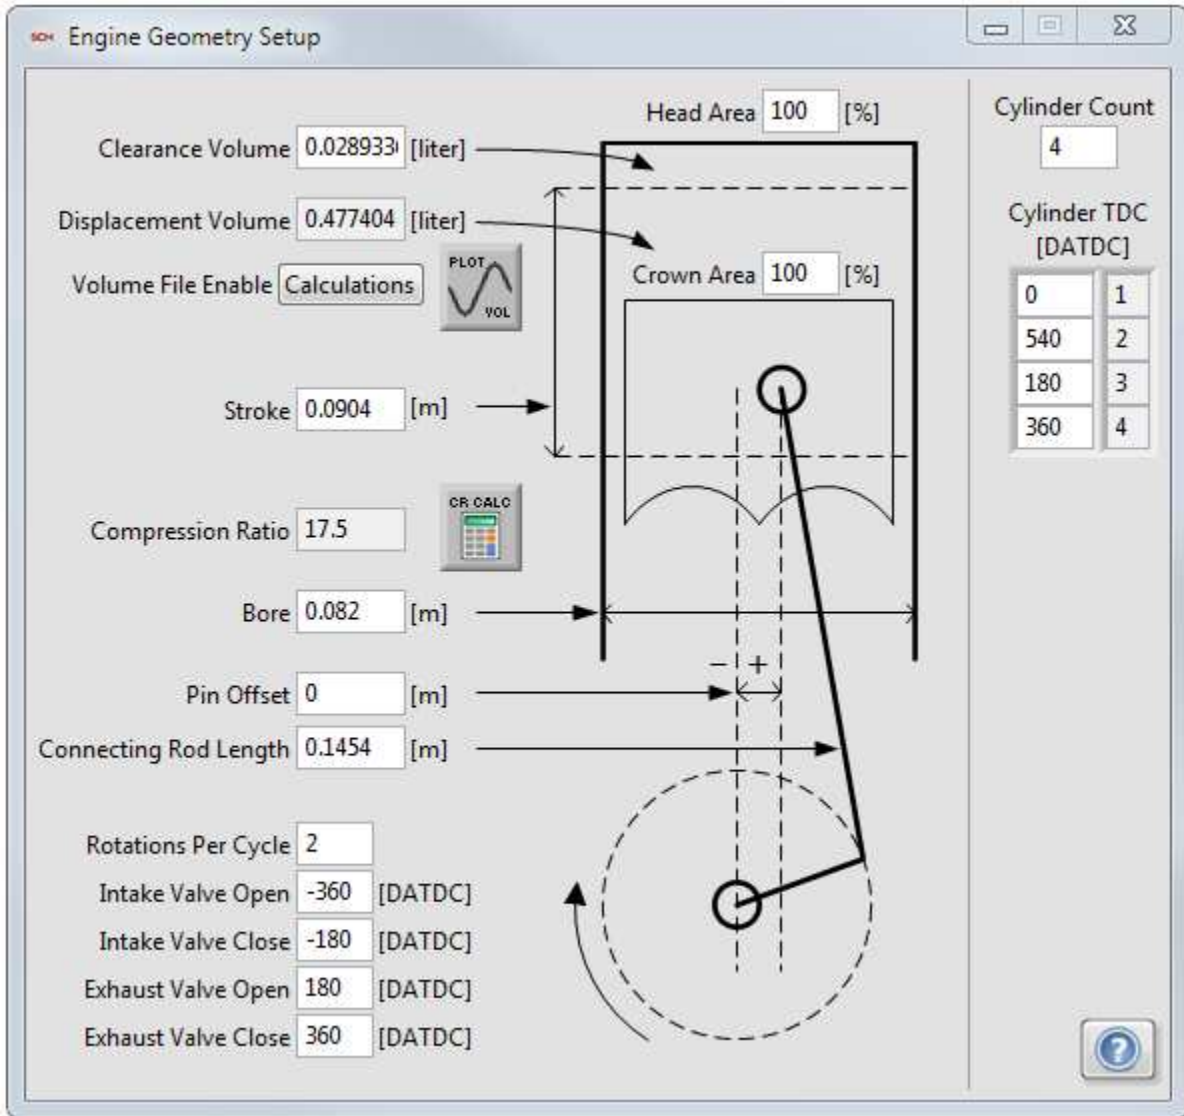 SCM Engine Geometry Setup
Head Area 100 [%]
Clearance Volume 0.028933 [liter]
Displacement Volume 0.477404 [liter]
Volume File Enable Calculations
PLOT
VOL
Crown Area 100 [%]
Stroke 0.0904 [m]
Compression Ratio 17.5
CR CALC
Bore 0.082 [m]
- +
Pin Offset 0 [m]
Connecting Rod Length 0.1454 [m]
Rotations Per Cycle 2
Intake Valve Open -360 [DATDC]
Intake Valve Close -180 [DATDC]
Exhaust Valve Open 180 [DATDC]
Exhaust Valve Close 360 [DATDC]
Cylinder Count
4
Cylinder TDC
[DATDC]
0 1
540 2
180 3
360 4
?